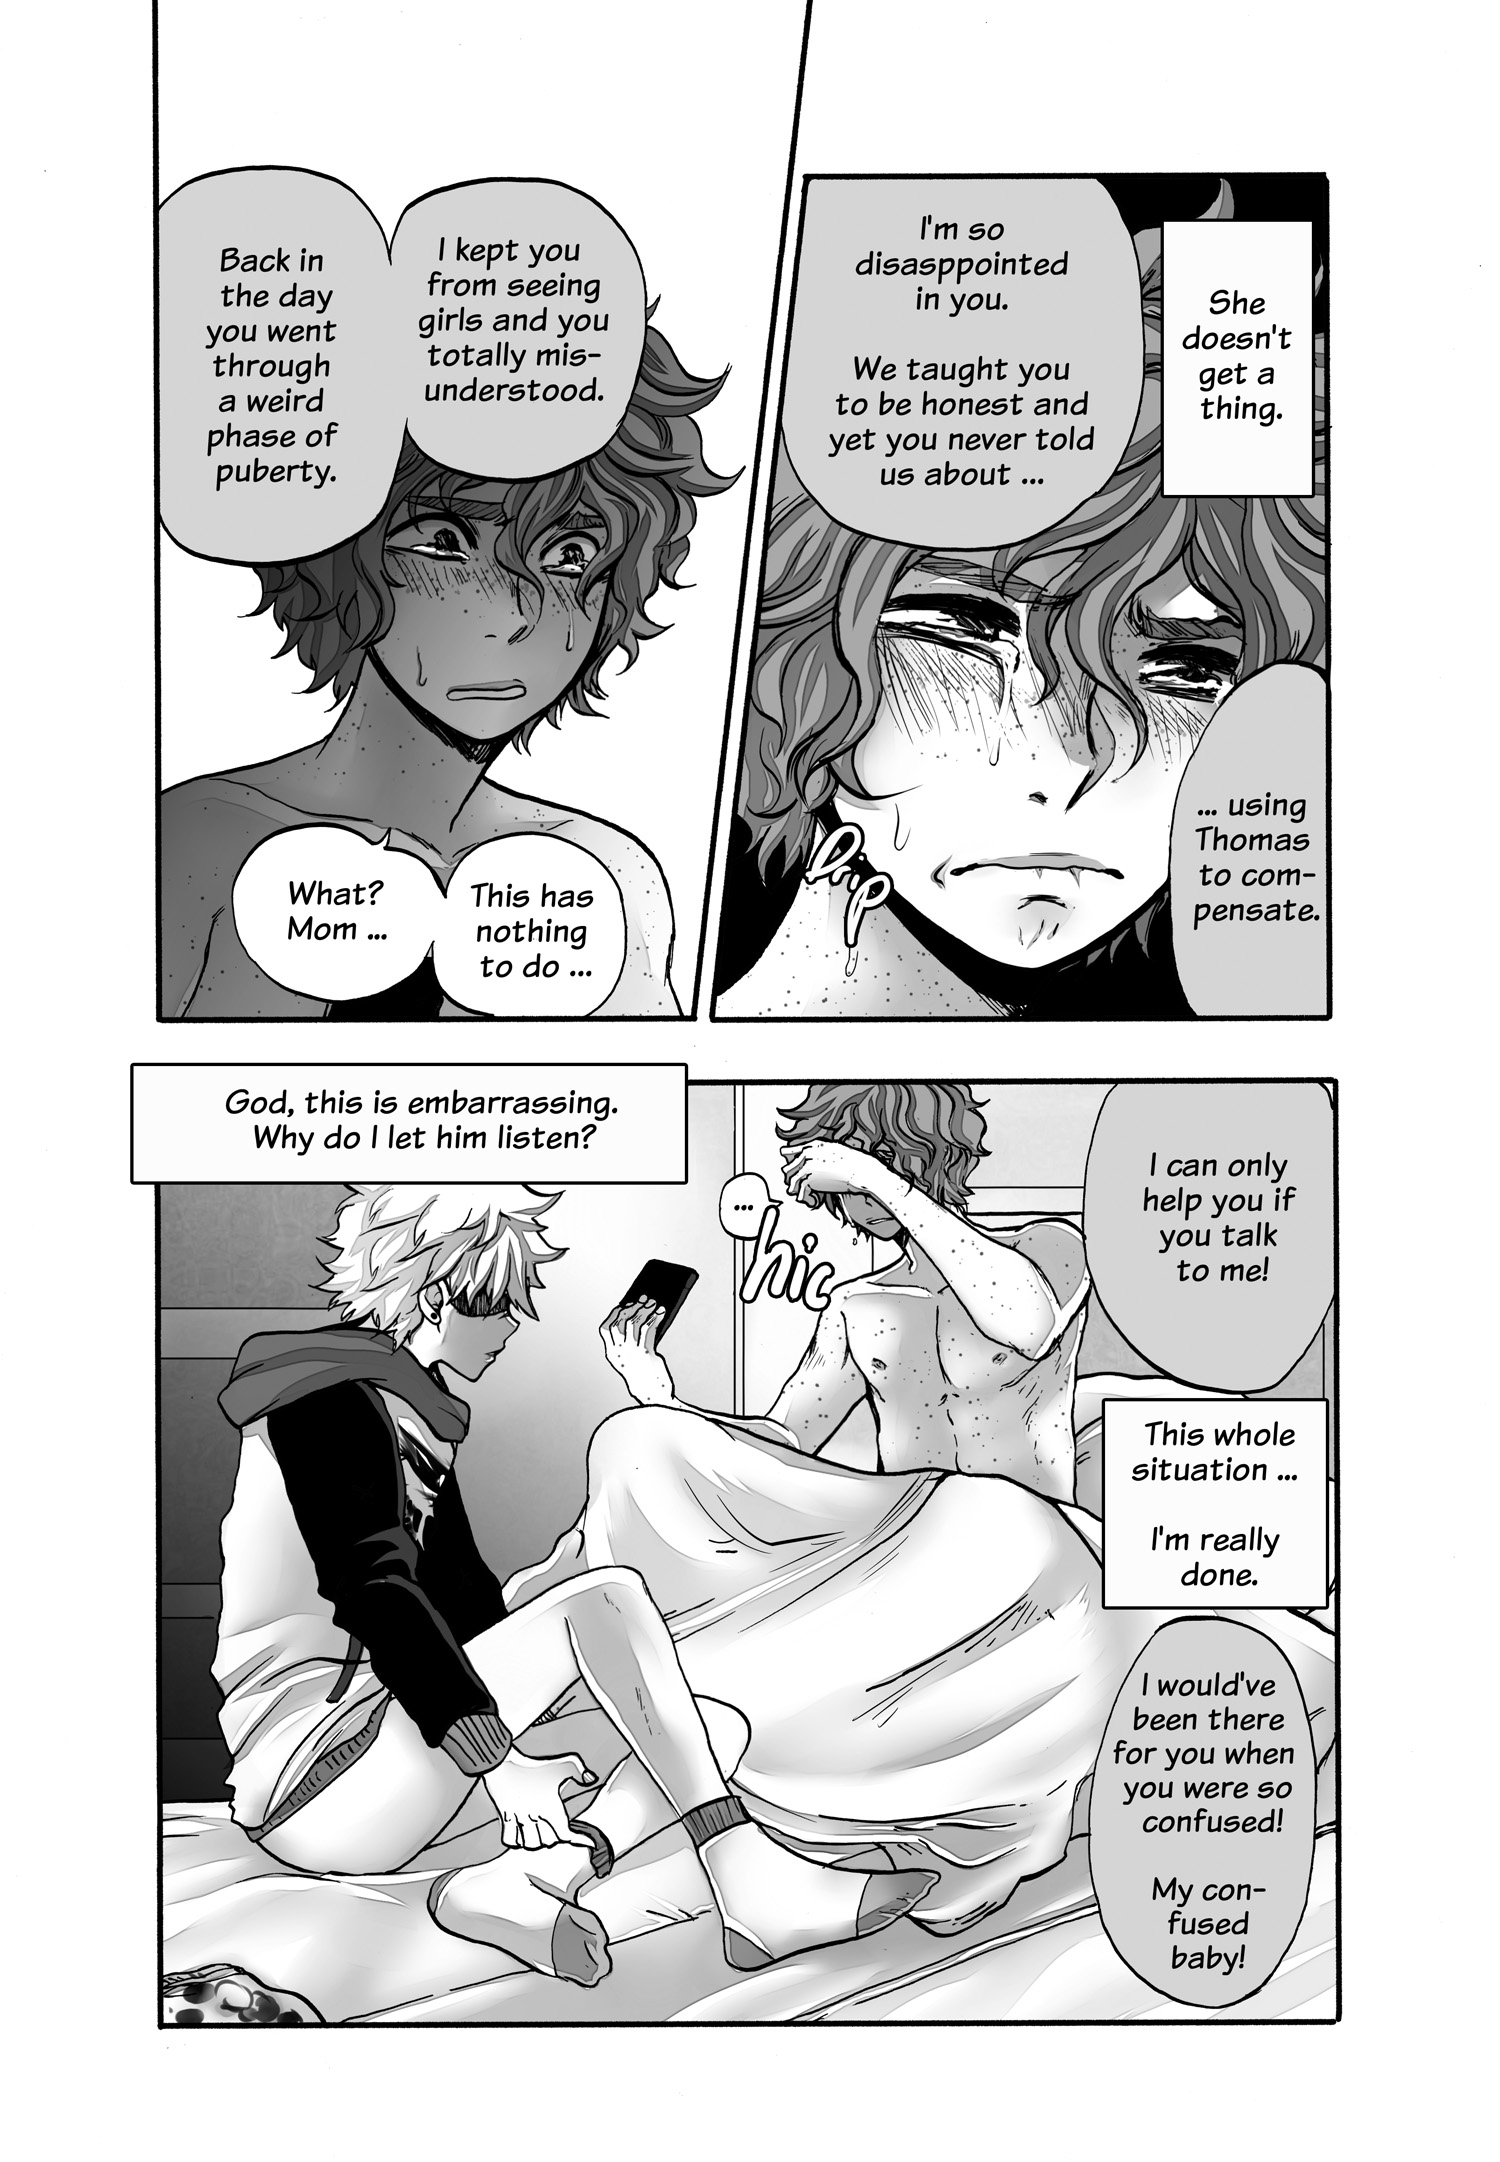 Back in
the day
you went
through
a weird
phase of
puberty.
I kept you
from seeing
girls and you
totally mis-
understood.
What?
Mom ...
This has
nothing
to do ...
I'm so
disasppointed
in you.
We taught you
to be honest and
yet you never told
us about ...
She
doesn't
get a
thing.
... using
Thomas
to com-
pensate.
Drip
God, this is embarrassing.
Why do I let him listen?
...
hic
I can only
help you if
you talk
to me!
This whole
situation ...
I'm really
done.
I would've
been there
for you when
you were so
confused!
My con-
fused
baby!